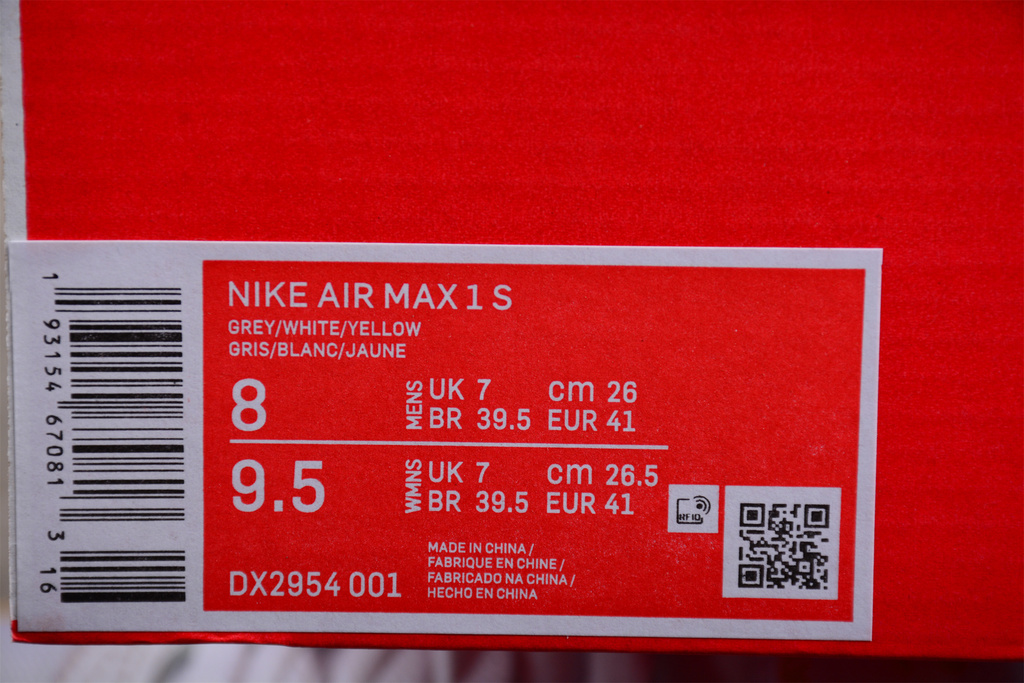 1 93154 67081 3 16
NIKE AIR MAX 1 S
GREY/WHITE/YELLOW
GRIS/BLANC/JAUNE
8 MENS UK 7 cm 26
BR 39.5 EUR 41
9.5 WMNS UK 7 cm 26.5
BR 39.5 EUR 41
RFID
DX2954 001
MADE IN CHINA /
FABRIQUE EN CHINE /
FABRICADO NA CHINA /
HECHO EN CHINA